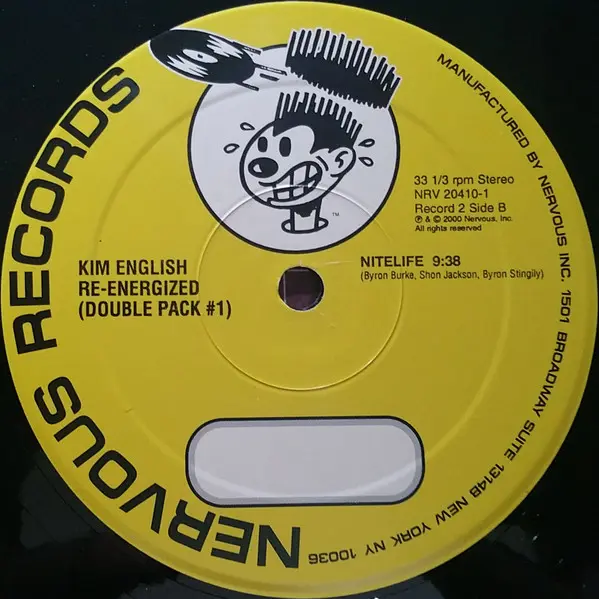 NERVOUS RECORDS
MANUFACTURED BY NERVOUS INC. 1501 BROADWAY SUITE 1314B NEW YORK NY 10036
33 1/3 rpm Stereo
NRV 20410-1
Record 2 Side B
℗ & © 2000 Nervous, Inc.
All rights reserved
™
KIM ENGLISH
RE-ENERGIZED
(DOUBLE PACK #1)
NITELIFE 9:38
(Byron Burke, Shon Jackson, Byron Stingily)